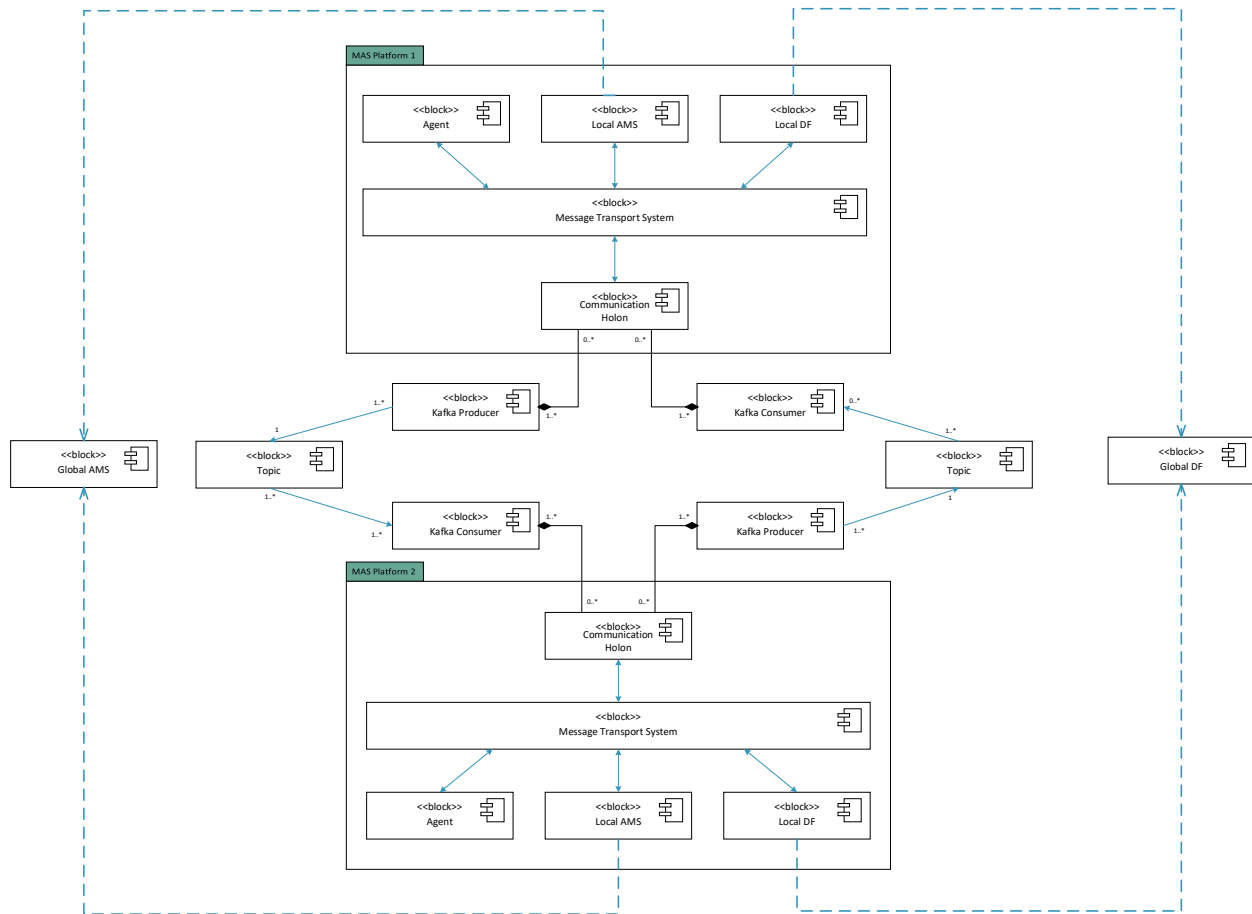 MAS Platform 1
<<block>>
Agent
<<block>>
Local AMS
<<block>>
Local DF
<<block>>
Message Transport System
<<block>>
Communication
Holon
0..*
0..*
<<block>>
Kafka Producer
1..*
1..*
<<block>>
Kafka Consumer
1..*
0..*
1
1..*
<<block>>
Global AMS
<<block>>
Topic
<<block>>
Topic
<<block>>
Global DF
1..*
1
<<block>>
Kafka Consumer
1..*
1..*
<<block>>
Kafka Producer
1..*
1..*
MAS Platform 2
0..*
0..*
<<block>>
Communication
Holon
<<block>>
Message Transport System
<<block>>
Agent
<<block>>
Local AMS
<<block>>
Local DF